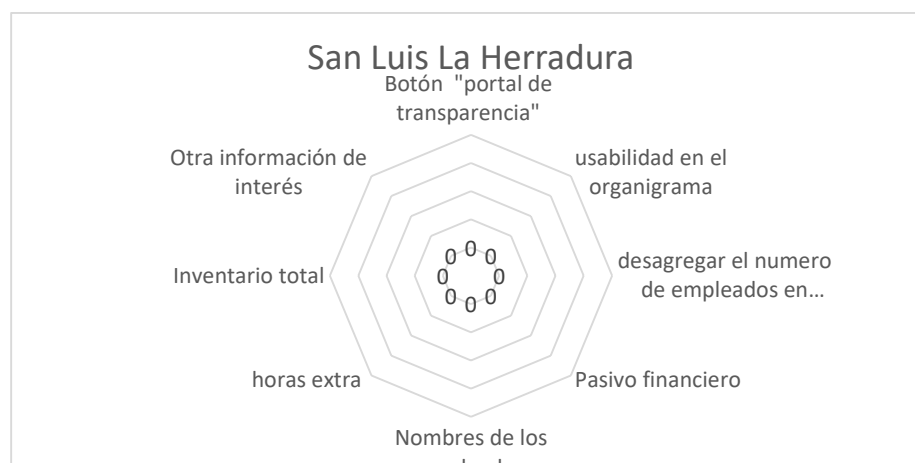 San Luis La Herradura
Botón "portal de
transparencia"
usabilidad en el
organigrama
desagregar el numero
de empleados en…
Pasivo financiero
Nombres de los
horas extra
Inventario total
Otra información de
interés
0
0
0
0
0
0
0
0